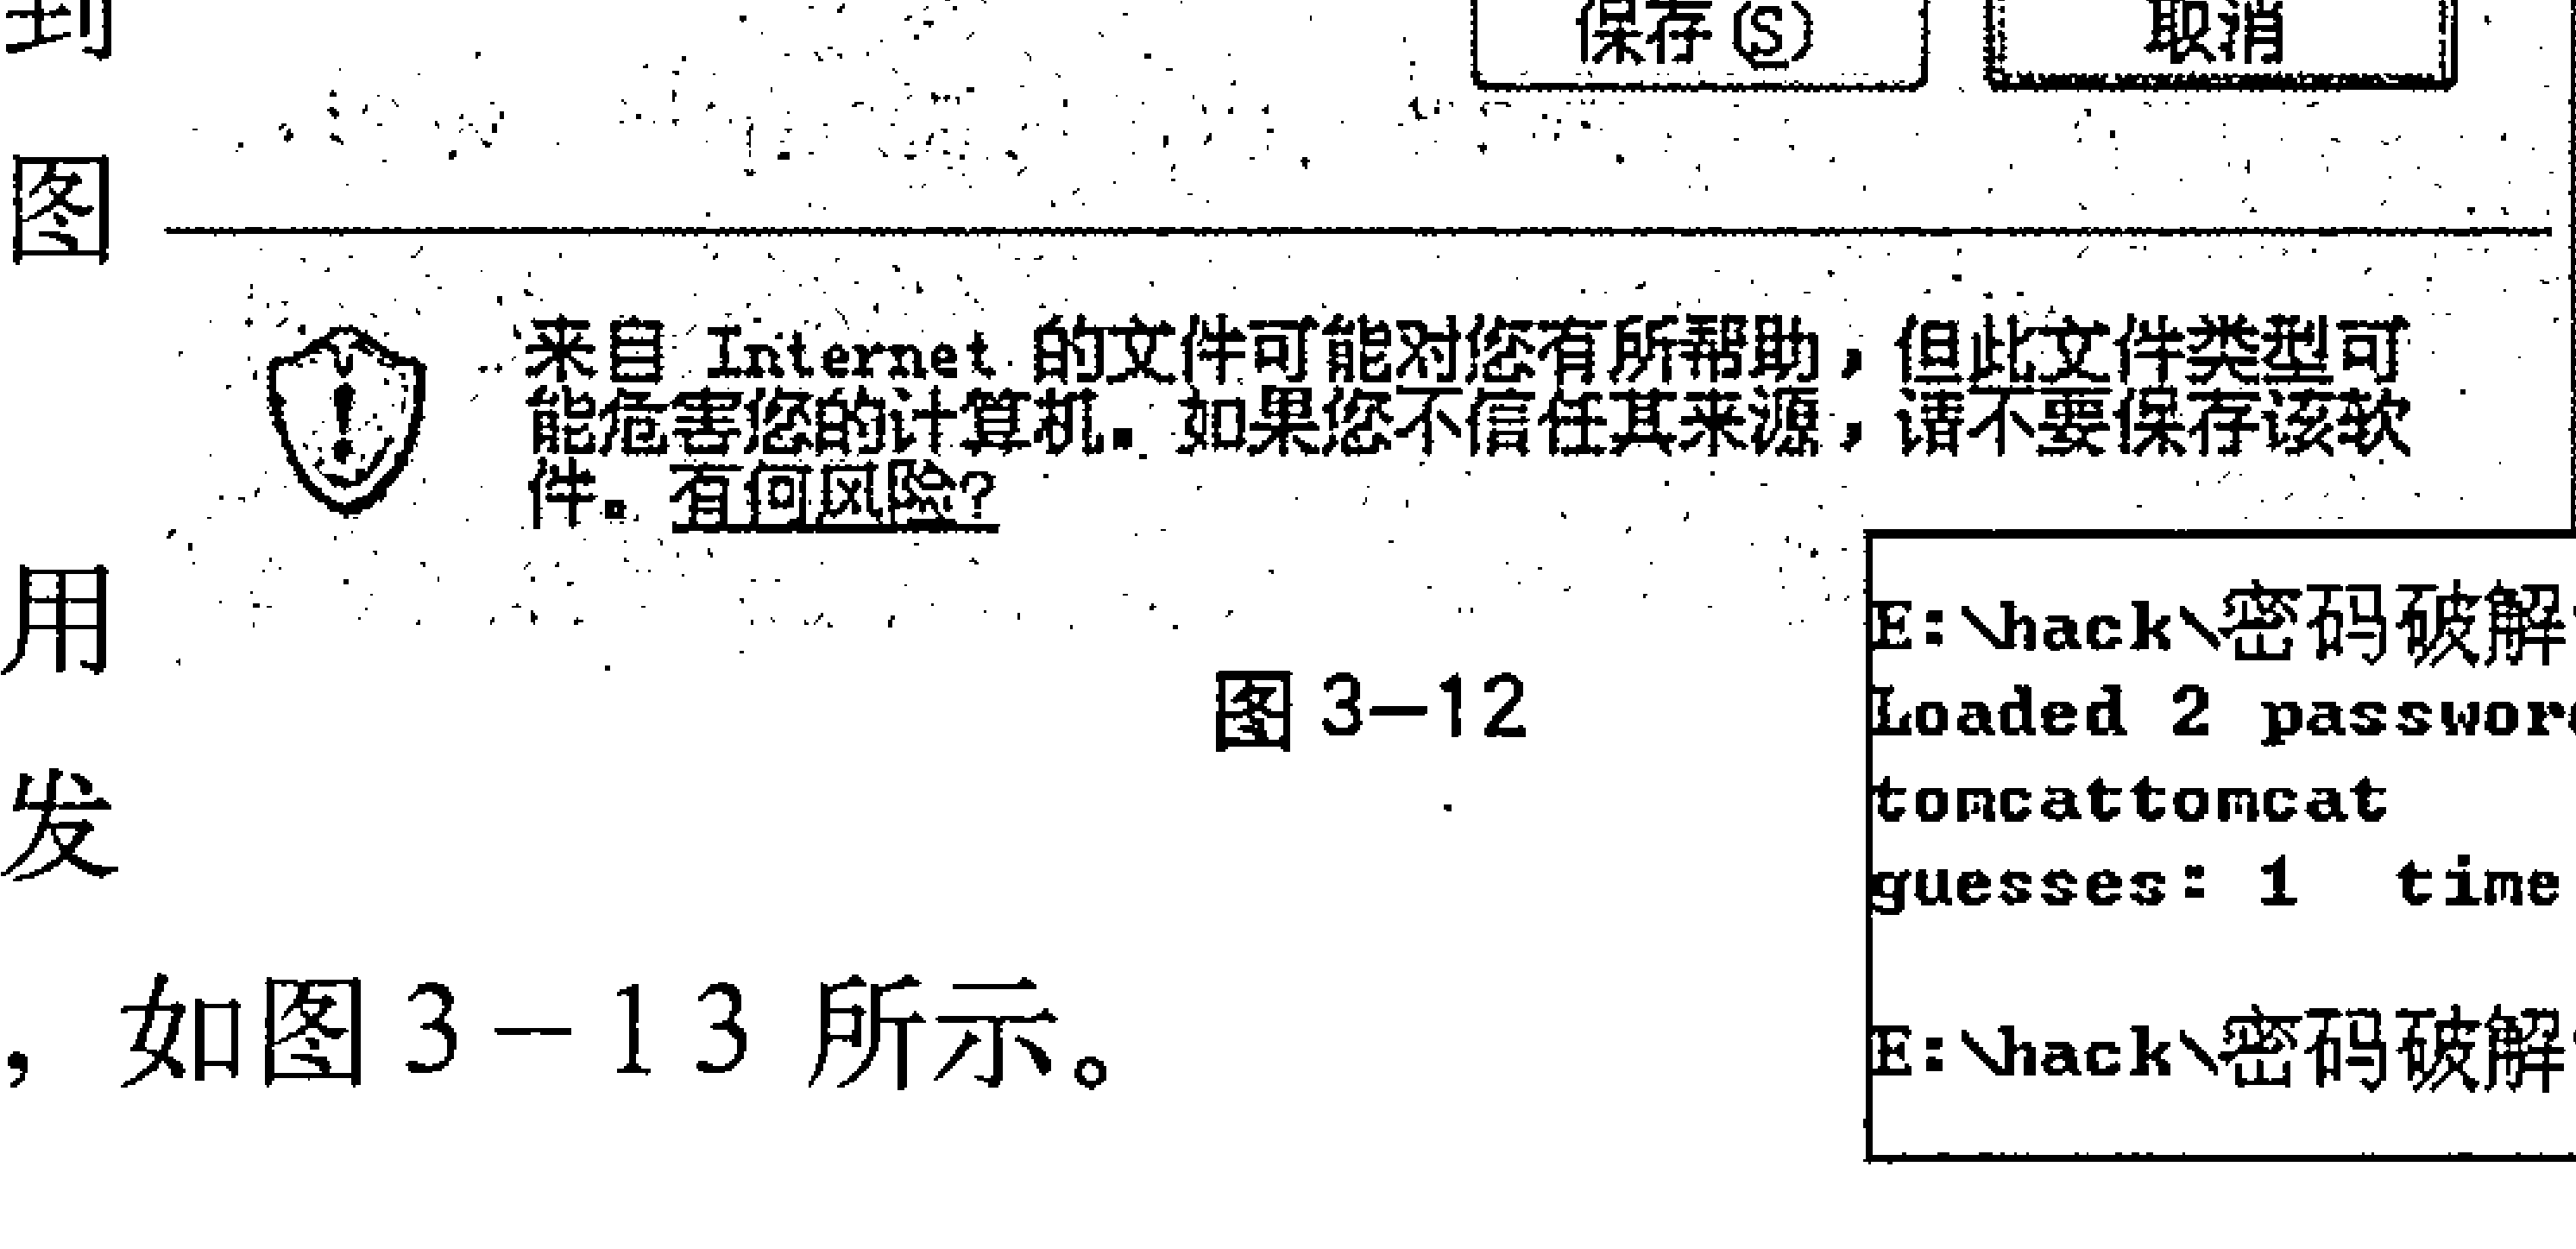 到
保存(S)
取消
图
来自 Internet 的文件可能对您有所帮助，但此文件类型可
能危害您的计算机。如果您不信任其来源，请不要保存该软
件。有何风险?
用
发
图 3-12
，如图 3-13 所示。
E:\hack\密码破解
Loaded 2 passwor
tomcattomcat
guesses: 1 time
E:\hack\密码破解